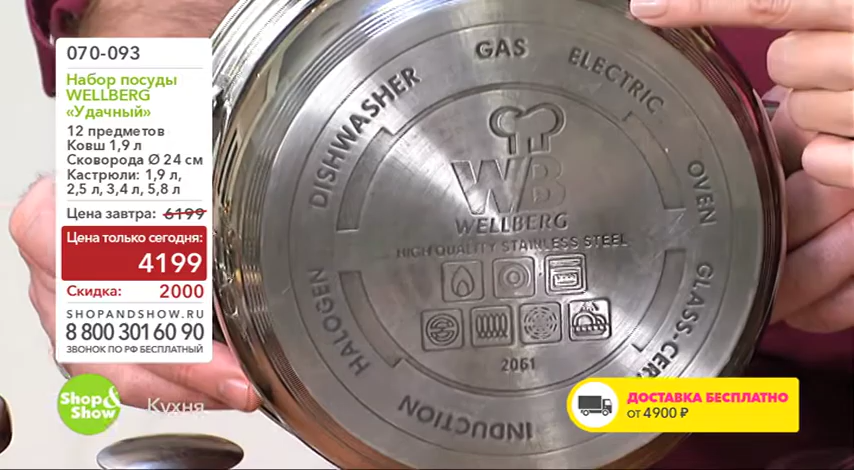 070-093
Набор посуды
WELLBERG
«Удачный»
12 предметов
Ковш 1,9 л
Сковорода Ø 24 см
Кастрюли: 1,9 л,
2,5 л, 3,4 л, 5,8 л
Цена завтра: 6199
Цена только сегодня:
4199
Скидка: 2000
SHOPANDSHOW.RU
8 800 301 60 90
ЗВОНОК ПО РФ БЕСПЛАТНЫЙ
Shop&
Show
Кухня
DISHWASHER
GAS
ELECTRIC
OVEN
GLASS-CER
INDUCTION
HALOGEN
WB
WELLBERG
HIGH QUALITY STAINLESS STEEL
2061
ДОСТАВКА БЕСПЛАТНО
ОТ 4900 ₽